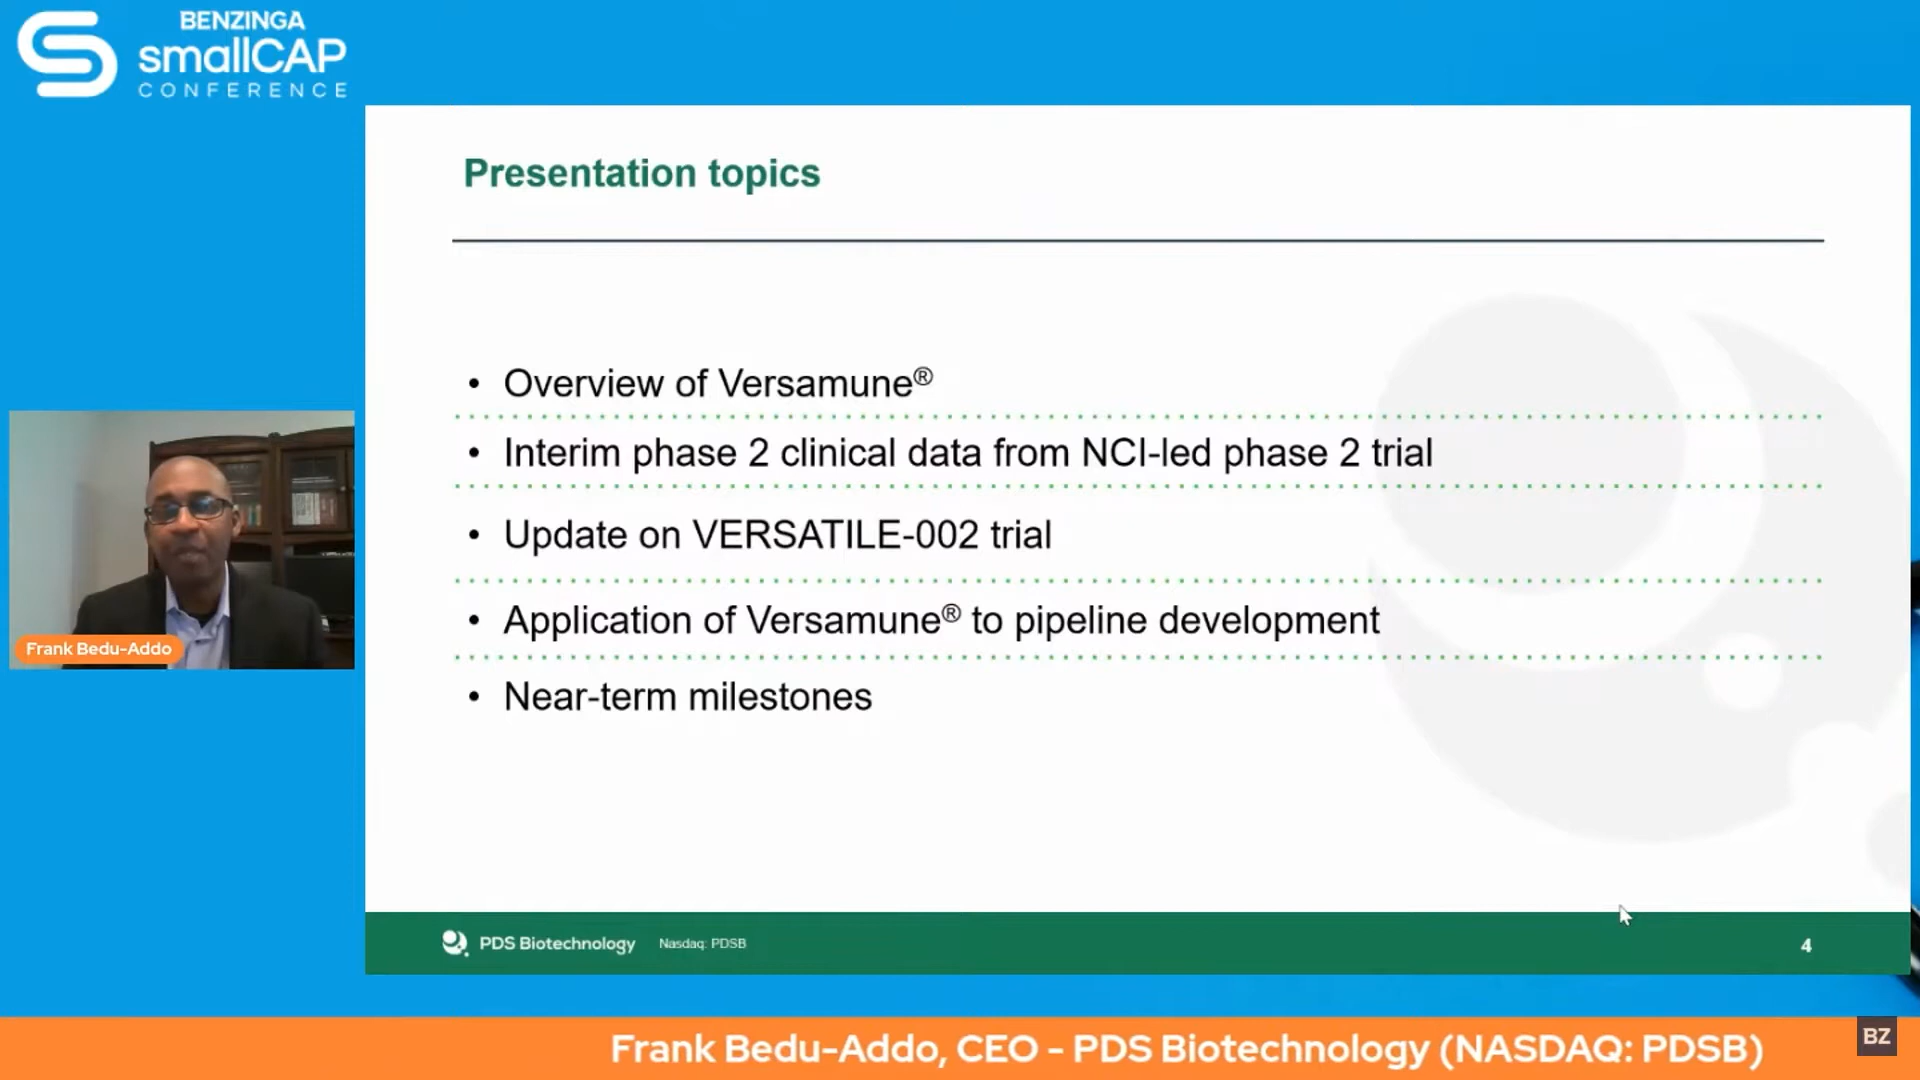 BENZINGA
smallCAP
CONFERENCE
Presentation topics
• Overview of Versamune®
• Interim phase 2 clinical data from NCI-led phase 2 trial
• Update on VERSATILE-002 trial
• Application of Versamune® to pipeline development
• Near-term milestones
Frank Bedu-Addo
PDS Biotechnology Nasdaq: PDSB 4
Frank Bedu-Addo, CEO - PDS Biotechnology (NASDAQ: PDSB)
BZ